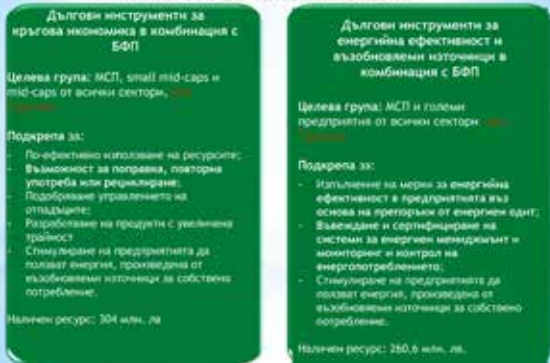 Дългови инструменти за
кръгова икономика в комбинация с
БФП
Целева група: МСП, small mid-caps и
mid-caps от всички сектори,
Подкрепа за:
- По-ефективно използване на ресурсите;
- Възможност за поправка, повторна
употреба или рециклиране;
- Подобряване управлението на
отпадъците;
- Разработване на продукти с увеличена
трайност
- Стимулиране на предприятията да
ползват енергия, произведена от
възобновяеми източници за собствено
потребление.
Наличен ресурс: 304 млн. лв
Дългови инструменти за
енергийна ефективност и
възобновяеми източници в
комбинация с БФП
Целева група: МСП и големи
предприятия от всички сектори
Подкрепа за:
- Изпълнение на мерки за енергийна
ефективност в предприятията въз
основа на препоръки от енергиен одит;
- Въвеждане и сертифициране на
системи за енергиен мениджмънт и
мониторинг и контрол на
енергопотреблението;
- Стимулиране на предприятията да
ползват енергия, произведена от
възобновяеми източници за собствено
потребление.
Наличен ресурс: 260,6 млн. лв.